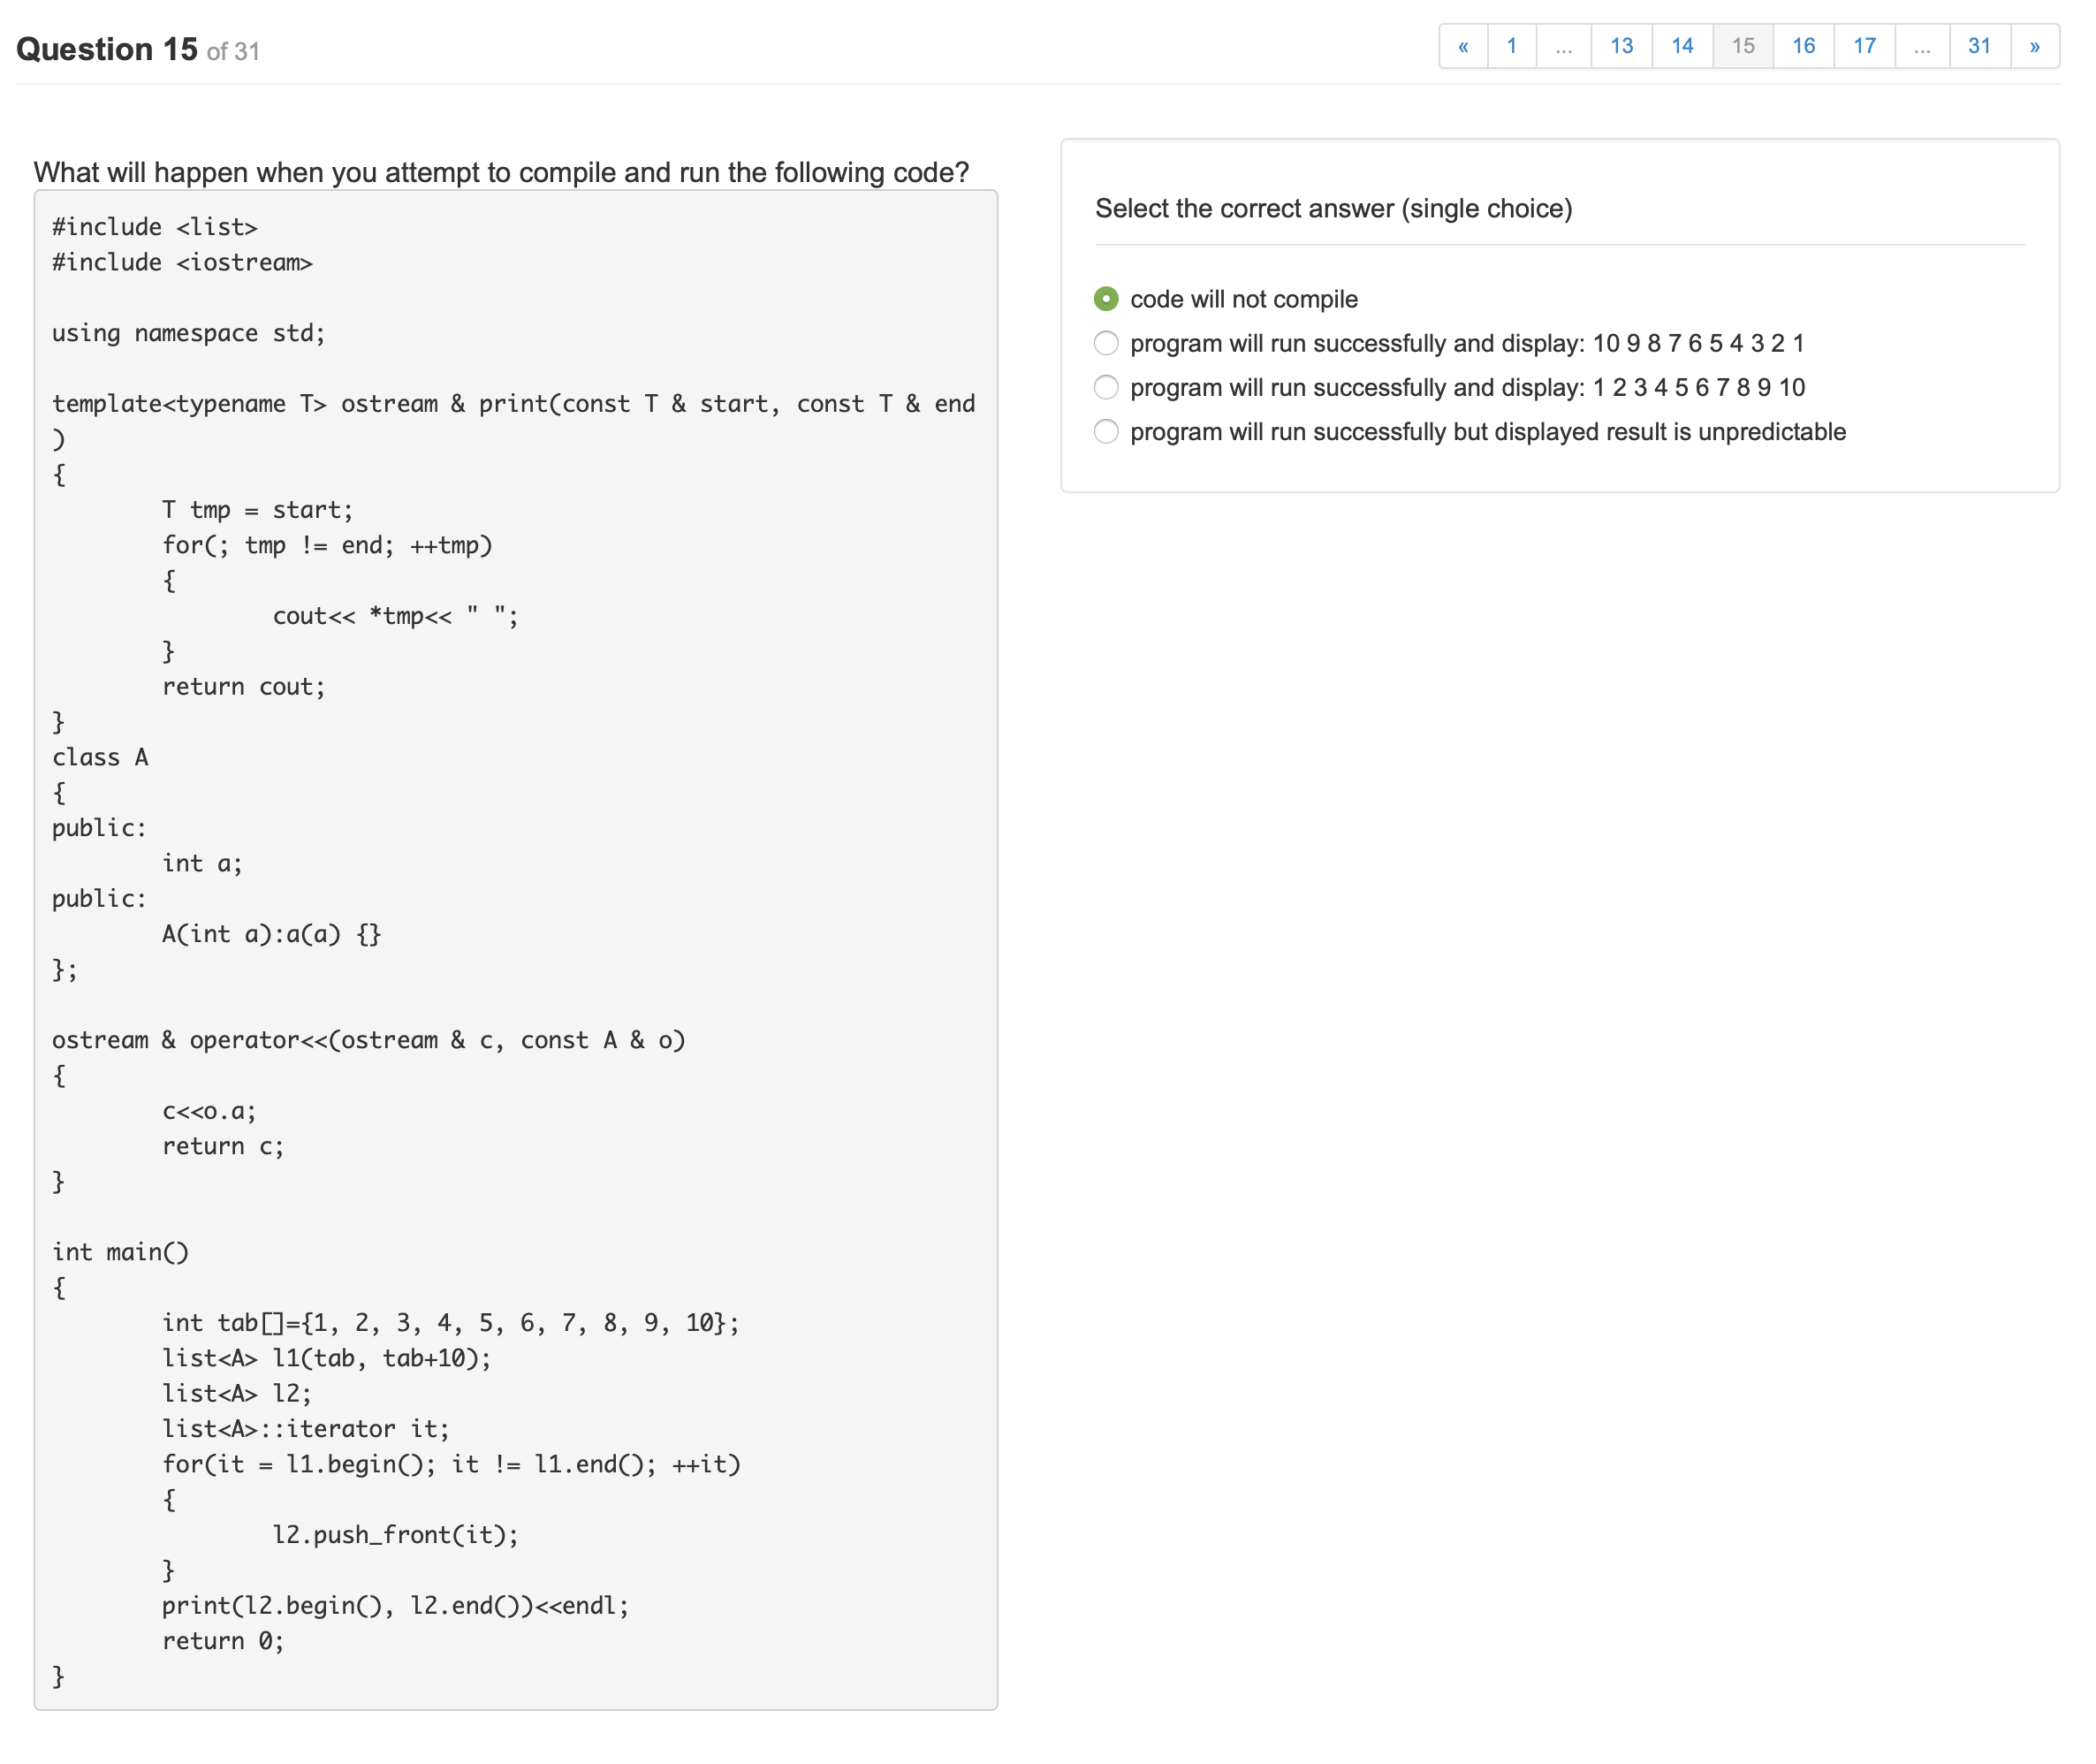 Question 15 of 31
« 1 ... 13 14 15 16 17 ... 31 »
What will happen when you attempt to compile and run the following code?
#include <list>
#include <iostream>

using namespace std;

template<typename T> ostream & print(const T & start, const T & end
)
{
        T tmp = start;
        for(; tmp != end; ++tmp)
        {
                cout<< *tmp<< " ";
        }
        return cout;
}
class A
{
public:
        int a;
public:
        A(int a):a(a) {}
};

ostream & operator<<(ostream & c, const A & o)
{
        c<<o.a;
        return c;
}

int main()
{
        int tab[]={1, 2, 3, 4, 5, 6, 7, 8, 9, 10};
        list<A> l1(tab, tab+10);
        list<A> l2;
        list<A>::iterator it;
        for(it = l1.begin(); it != l1.end(); ++it)
        {
                l2.push_front(it);
        }
        print(l2.begin(), l2.end())<<endl;
        return 0;
}
Select the correct answer (single choice)
code will not compile
program will run successfully and display: 10 9 8 7 6 5 4 3 2 1
program will run successfully and display: 1 2 3 4 5 6 7 8 9 10
program will run successfully but displayed result is unpredictable